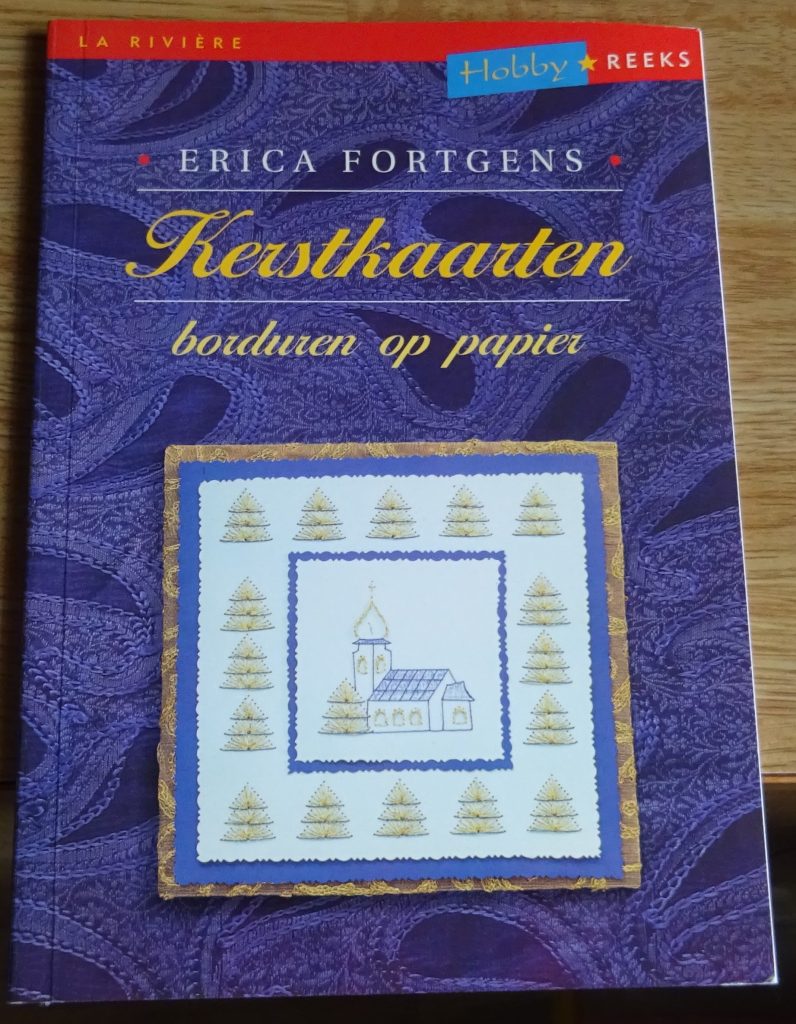 LA RIVIÈRE
Hobby ★ REEKS
• ERICA FORTGENS •
Kerstkaarten
borduren op papier